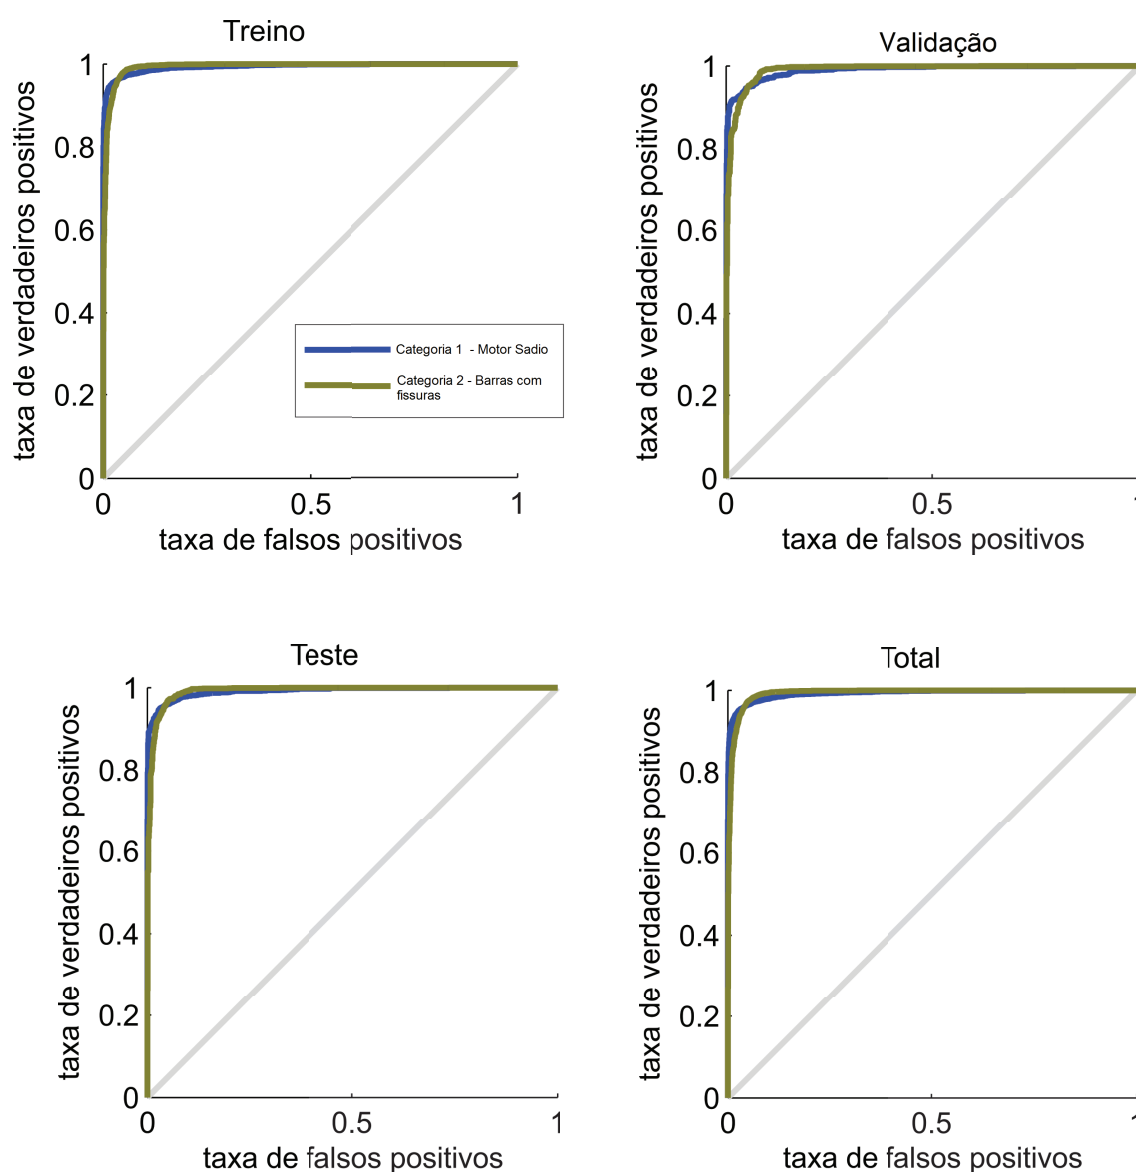 Treino
taxa de verdadeiros positivos
1
0.8
0.6
0.4
0.2
0
0
0.5
1
taxa de falsos positivos
Categoria 1 - Motor Sadio
Categoria 2 - Barras com
fissuras
Validação
taxa de verdadeiros positivos
1
0.8
0.6
0.4
0.2
0
0
0.5
1
taxa de falsos positivos
Teste
taxa de verdadeiros positivos
1
0.8
0.6
0.4
0.2
0
0
0.5
1
taxa de falsos positivos
Total
taxa de verdadeiros positivos
1
0.8
0.6
0.4
0.2
0
0
0.5
1
taxa de falsos positivos